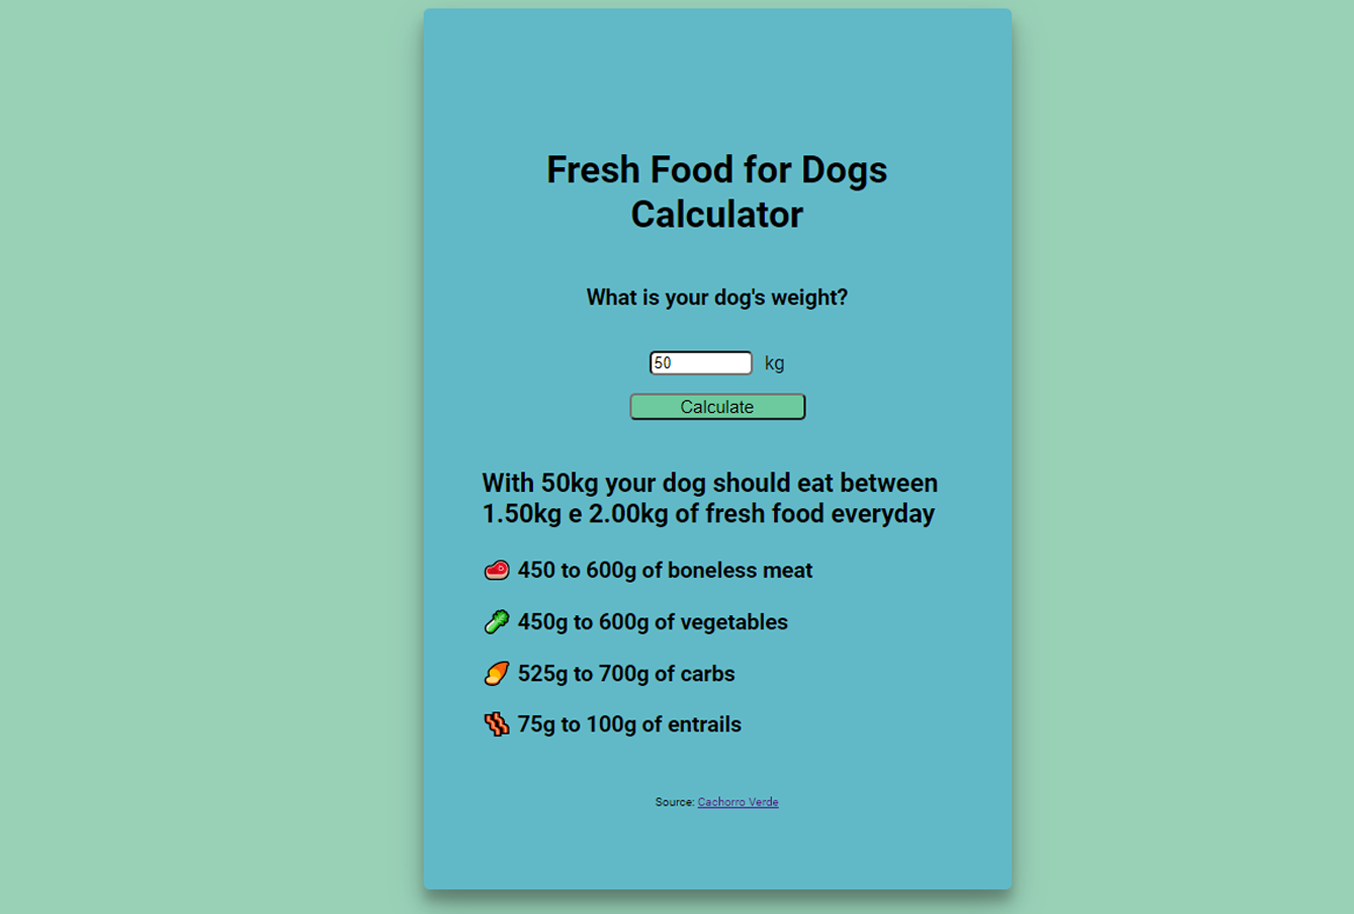 Fresh Food for Dogs
Calculator
What is your dog's weight?
50 kg
Calculate
With 50kg your dog should eat between
1.50kg e 2.00kg of fresh food everyday
450 to 600g of boneless meat
450g to 600g of vegetables
525g to 700g of carbs
75g to 100g of entrails
Source: Cachorro Verde